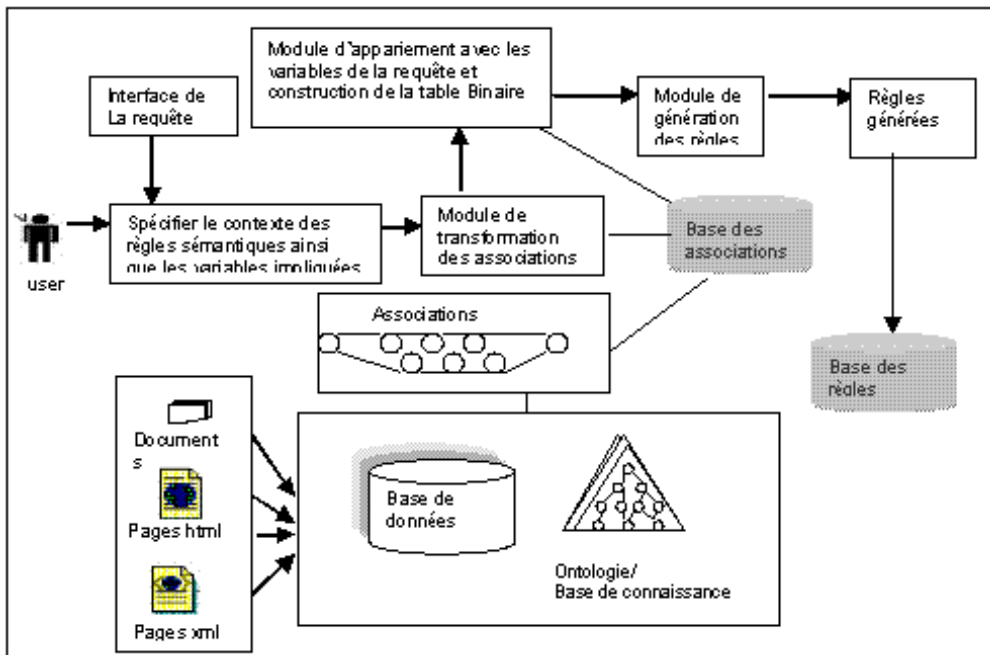 Module d'appariement avec les
variables de la requête et
construction de la table Binaire
Interface de
La requête
Module de
génération
des règles
Règles
générées
Spécifier le contexte des
règles sémantiques ainsi
que les variables impliquées
Module de
transformation
des associations
Base des
associations
user
Associations
Base des
règles
Document
s
Pages html
Pages xml
Base de
données
Ontologie/
Base de connaissance